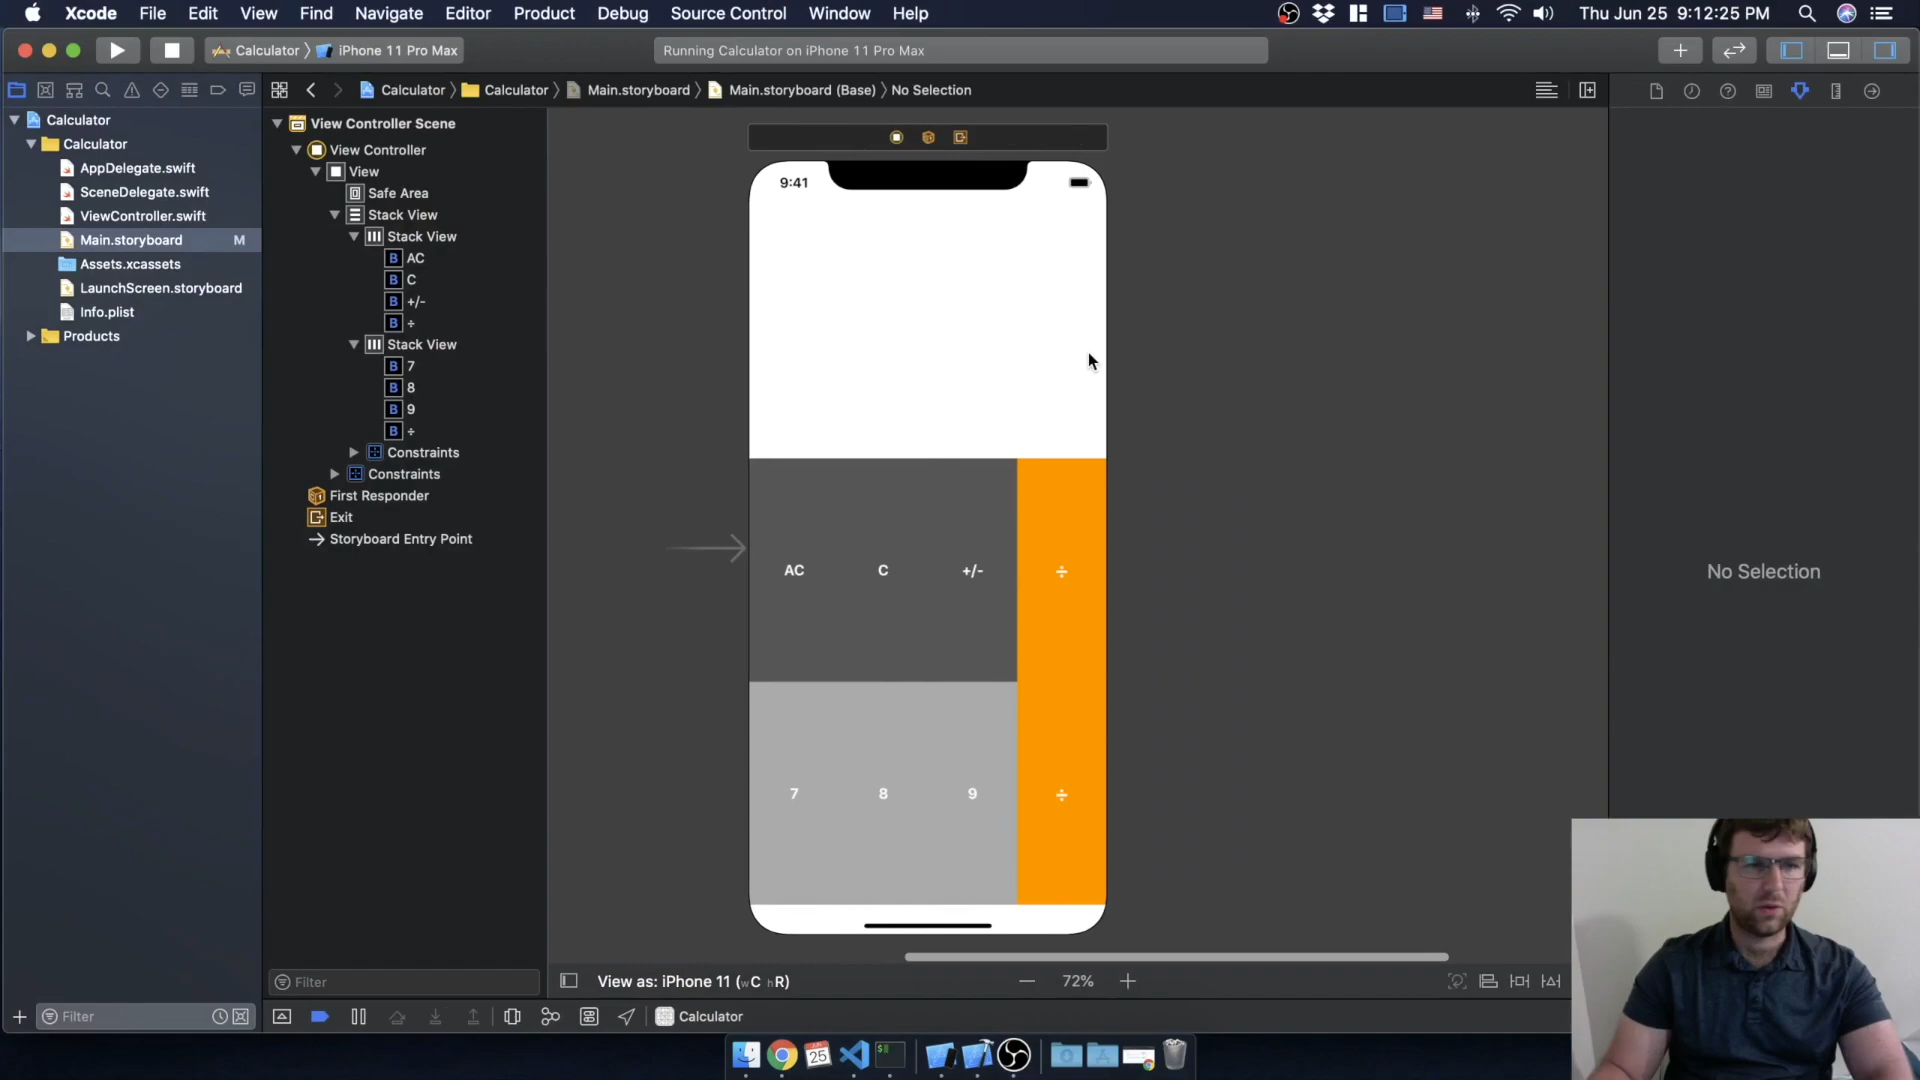 Xcode File Edit View Find Navigate Editor Product Debug Source Control Window Help Thu Jun 25 9:12:25 PM
Calculator iPhone 11 Pro Max
Running Calculator on iPhone 11 Pro Max
Calculator Calculator Main.storyboard Main.storyboard (Base) No Selection
Calculator
Calculator
AppDelegate.swift
SceneDelegate.swift
ViewController.swift
Main.storyboard M
Assets.xcassets
LaunchScreen.storyboard
Info.plist
Products
Filter
View Controller Scene
View Controller
View
Safe Area
Stack View
Stack View
B AC
B C
B +/-
B ÷
Stack View
B 7
B 8
B 9
B ÷
Constraints
Constraints
First Responder
Exit
Storyboard Entry Point
Filter
9:41
AC C +/- ÷
7 8 9 ÷
View as: iPhone 11 (wC hR)
72%
Calculator
No Selection
25